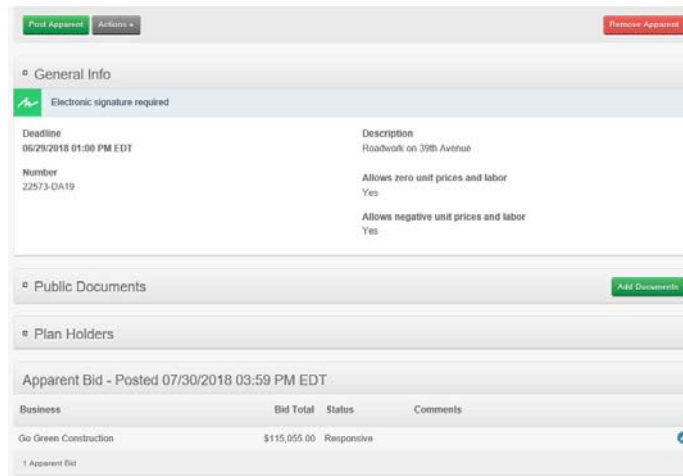 Post Apparent Actions Remove Apparent
General Info
Electronic signature required
Deadline Description
06/29/2018 01:00 PM EDT Roadwork on 39th Avenue
Number Allows zero unit prices and labor
22573-DA19 Yes
Allows negative unit prices and labor
Yes
Public Documents Add Documents
Plan Holders
Apparent Bid - Posted 07/30/2018 03:59 PM EDT
Business Bid Total Status Comments
Go Green Construction $115,055.00 Responsive
1 Apparent Bid